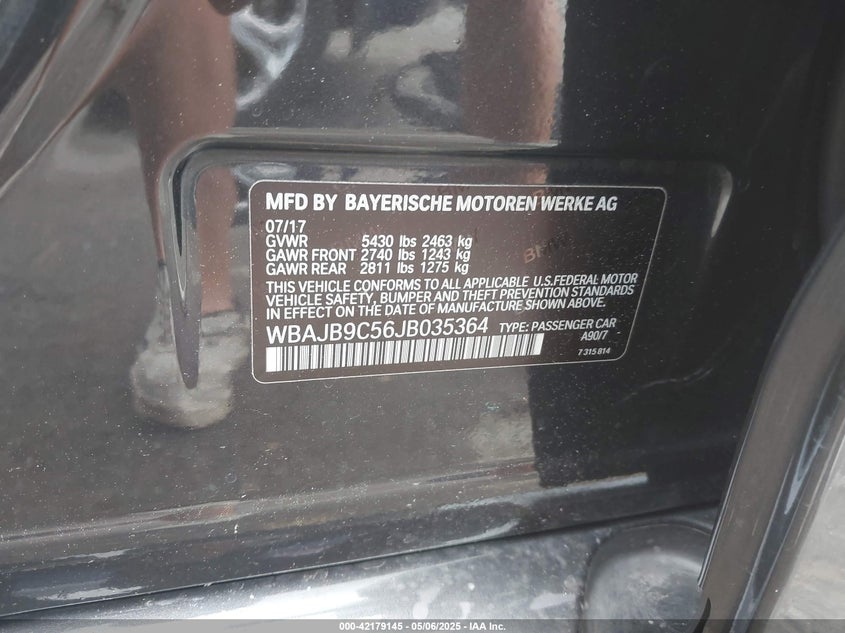 MFD BY BAYERISCHE MOTOREN WERKE AG
07/17
GVWR 5430 lbs 2463 kg
GAWR FRONT 2740 lbs 1243 kg
GAWR REAR 2811 lbs 1275 kg
THIS VEHICLE CONFORMS TO ALL APPLICABLE U.S.FEDERAL MOTOR
VEHICLE SAFETY, BUMPER AND THEFT PREVENTION STANDARDS
IN EFFECT ON THE DATE OF MANUFACTURE SHOWN ABOVE.
WBAJB9C56JB035364 TYPE: PASSENGER CAR
A90/7
7 315 814
000-42179145 - 05/06/2025 - IAA Inc.